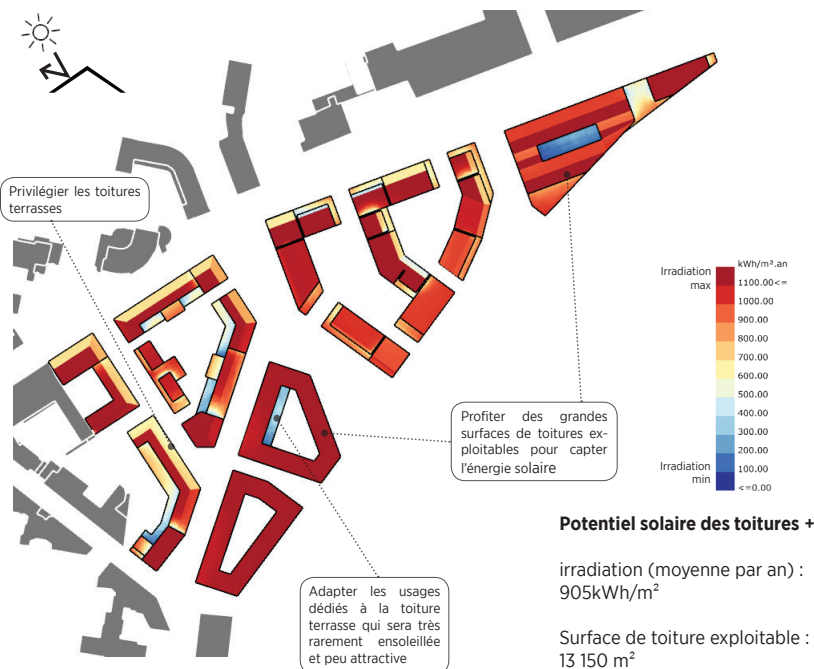 Privilégier les toitures
terrasses
kWh/m².an
Irradiation
max
1100.00<=
1000.00
900.00
800.00
700.00
600.00
500.00
400.00
300.00
200.00
100.00
<=0.00
Irradiation
min
Profiter des grandes
surfaces de toitures ex-
ploitables pour capter
l'énergie solaire
Adapter les usages
dédiés à la toiture
terrasse qui sera très
rarement ensoleillée
et peu attractive
Potentiel solaire des toitures +
irradiation (moyenne par an) :
905kWh/m²
Surface de toiture exploitable :
13 150 m²